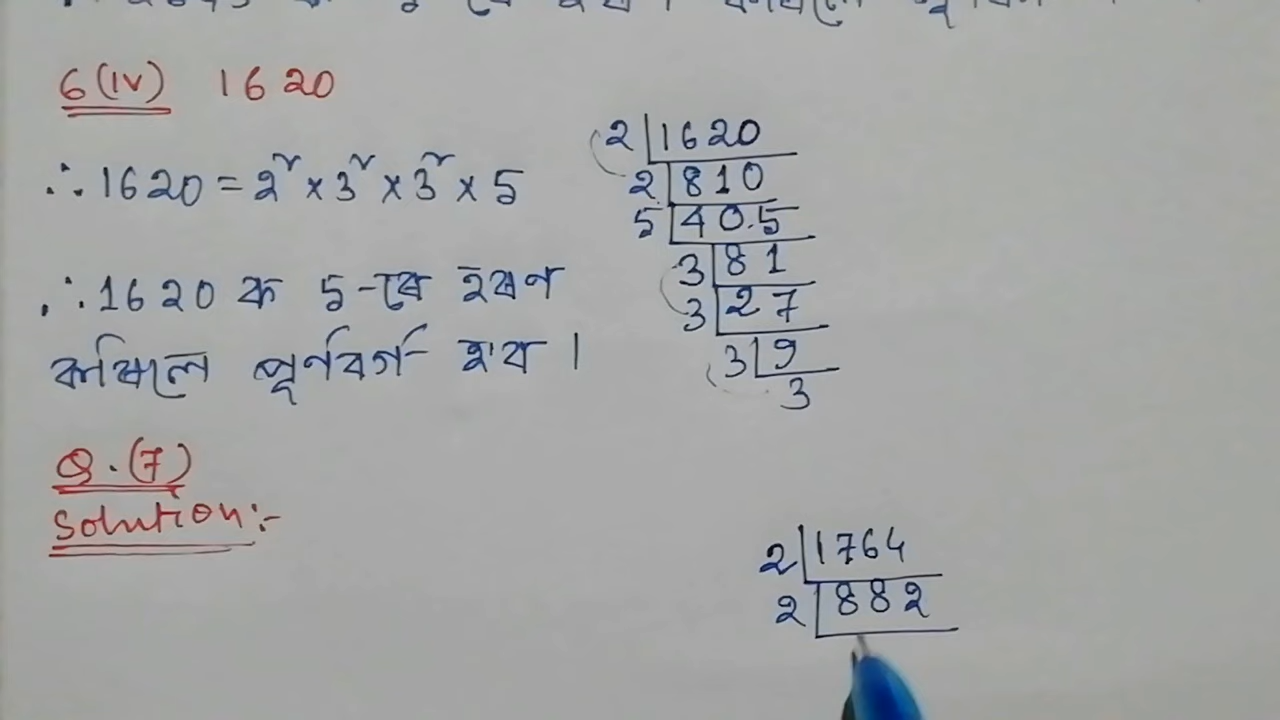 6(iv) 1620
∴ 1620 = 2² × 3² × 3² × 5
∴ 1620 ক 5-ৰে হৰণ
কৰিলে পূৰ্ণবৰ্গ হ'ব ।
2 | 1620
2 | 810
5 | 405
3 | 81
3 | 27
3 | 9
3
Q.(7)
Solution:-
2 | 1764
2 | 882